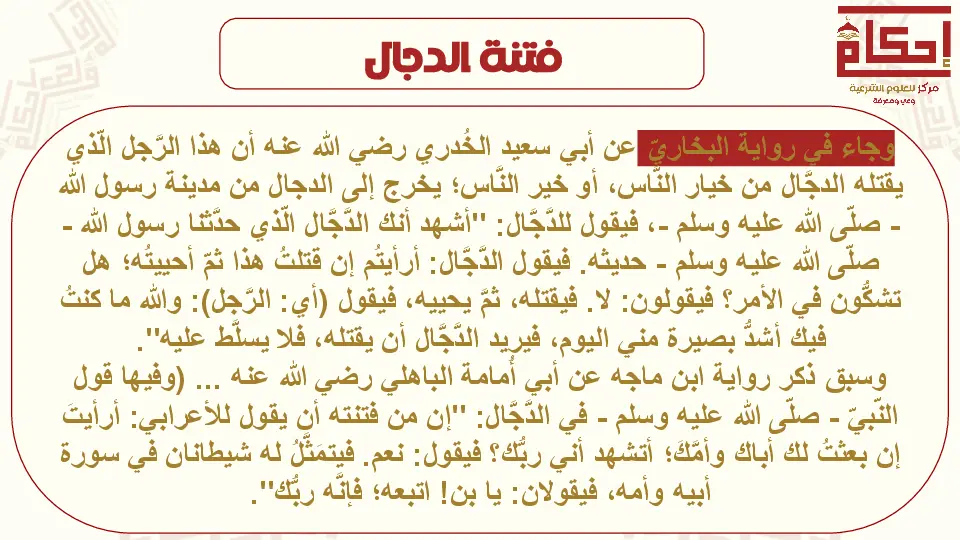 إحكام
مركز للعلوم الشرعية
وعي ومعرفة
فتنة الدجال
وجاء في رواية البخاريّ عن أبي سعيد الخُدري رضي الله عنه أن هذا الرَّجل الّذي
يقتله الدجَّال من خيار النَّاس، أو خير النَّاس؛ يخرج إلى الدجال من مدينة رسول الله
- صلّى الله عليه وسلم -، فيقول للدَّجَّال: "أشهد أنك الدَّجَّال الّذي حدَّثنا رسول الله -
صلّى الله عليه وسلم - حديثه. فيقول الدَّجَّال: أرأيتُم إن قتلتُ هذا ثمّ أحييتُه؛ هل
تشكُّون في الأمر؟ فيقولون: لا. فيقتله، ثمَّ يحييه، فيقول (أي: الرَّجل): والله ما كنتُ
فيك أشدُّ بصيرة مني اليوم، فيريد الدَّجَّال أن يقتله، فلا يسلَّط عليه".
وسبق ذكر رواية ابن ماجه عن أبي أُمامة الباهلي رضي الله عنه ... (وفيها قول
النّبيّ - صلّى الله عليه وسلم - في الدَّجَّال: "إن من فتنته أن يقول للأعرابي: أرأيتَ
إن بعثتُ لك أباك وأمَّكَ؛ أتشهد أني ربُّك؟ فيقول: نعم. فيتمَثَّلُ له شيطانان في سورة
أبيه وأمه، فيقولان: يا بن! اتبعه؛ فإنَّه ربُّك".